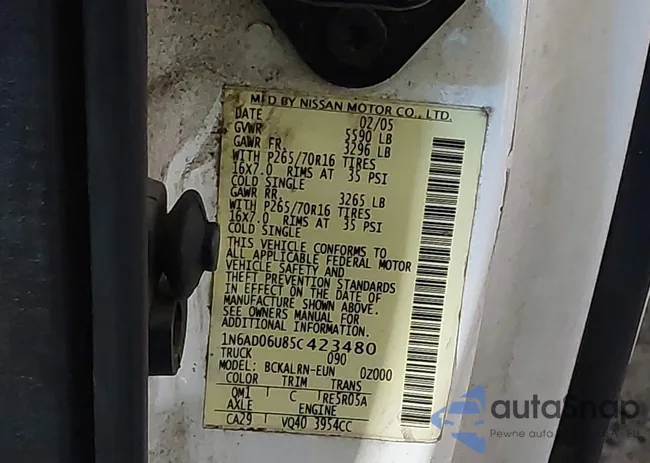 MFD BY NISSAN MOTOR CO., LTD.
DATE 02/05
GVWR 5590 LB
GAWR FR. 3296 LB
WITH P265/70R16 TIRES
16X7.0 RIMS AT 35 PSI
COLD SINGLE
GAWR RR. 3265 LB
WITH P265/70R16 TIRES
16X7.0 RIMS AT 35 PSI
COLD SINGLE
THIS VEHICLE CONFORMS TO
ALL APPLICABLE FEDERAL MOTOR
VEHICLE SAFETY AND
THEFT PREVENTION STANDARDS
IN EFFECT ON THE DATE OF
MANUFACTURE SHOWN ABOVE.
SEE OWNERS MANUAL FOR
ADDITIONAL INFORMATION.
1N6AD06U85C423480
TRUCK 090
MODEL: BCKALRN-EUN 0Z000
COLOR TRIM TRANS
QM1 C RE5R05A
AXLE ENGINE
CA29 VQ40 3954CC
autoSnap
Pewne auto